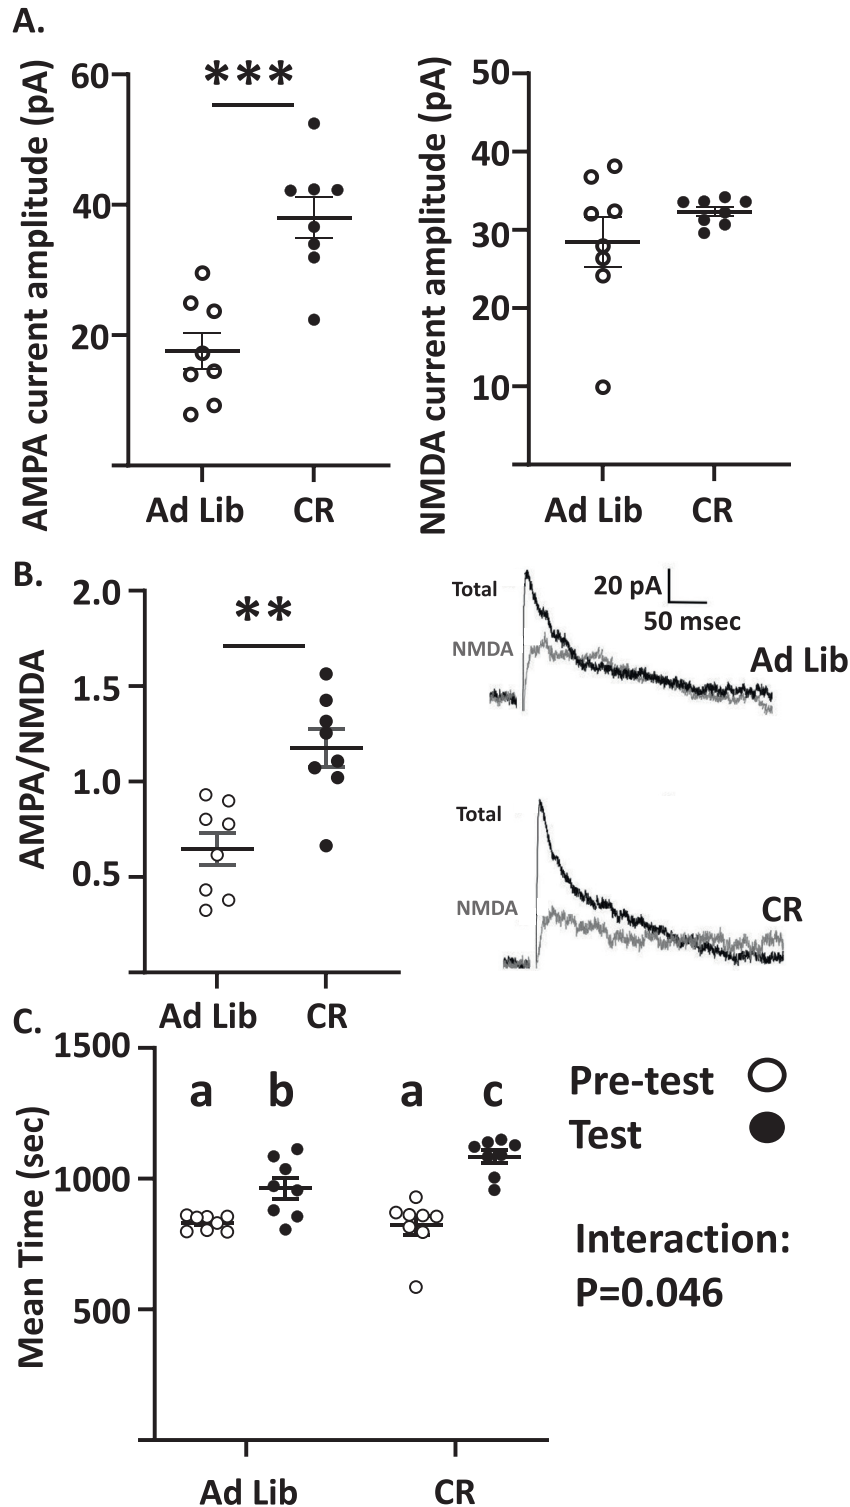 A.
AMPA current amplitude (pA)
60
40
20
***
Ad Lib CR
NMDA current amplitude (pA)
50
40
30
20
10
Ad Lib CR
B.
AMPA/NMDA
2.0
1.5
1.0
0.5
**
Ad Lib CR
Total
20 pA
50 msec
NMDA
Ad Lib
Total
NMDA
CR
C.
Mean Time (sec)
1500
1000
500
a b a c
Ad Lib CR
Pre-test
Test
Interaction:
P=0.046